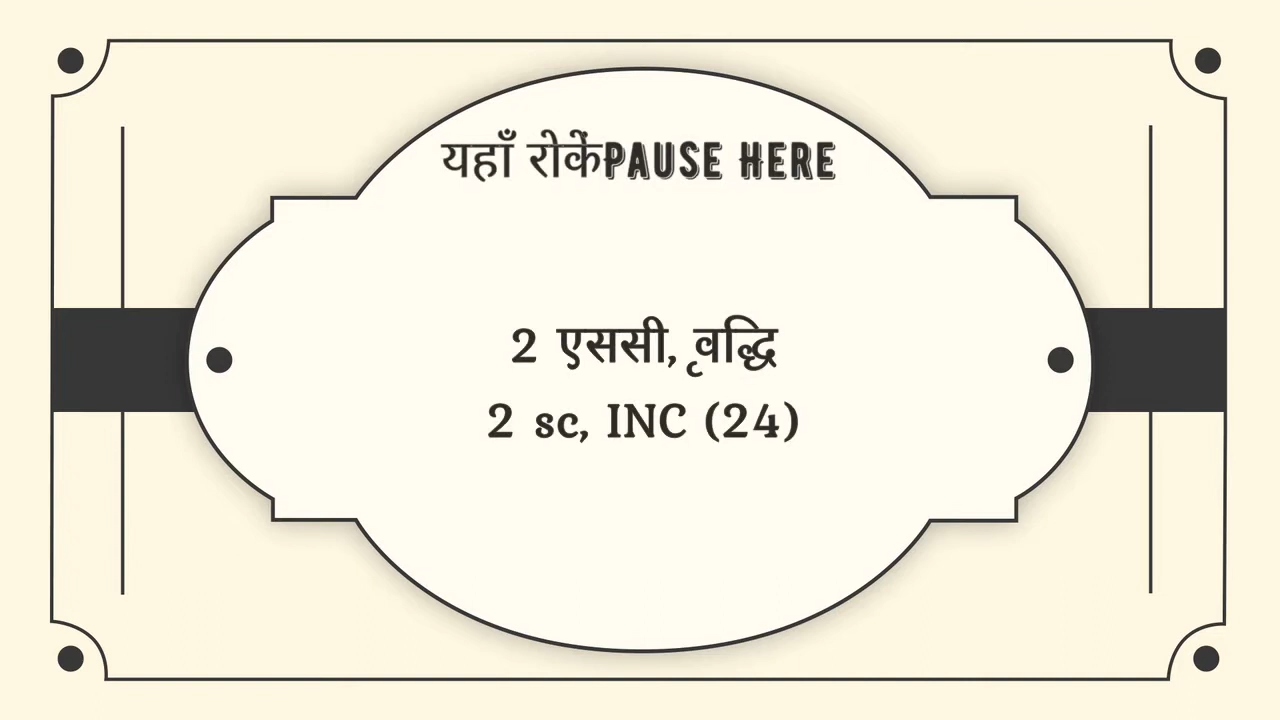 यहाँ रोकेंPAUSE HERE
2 एससी, वृद्धि
2 sc, INC (24)